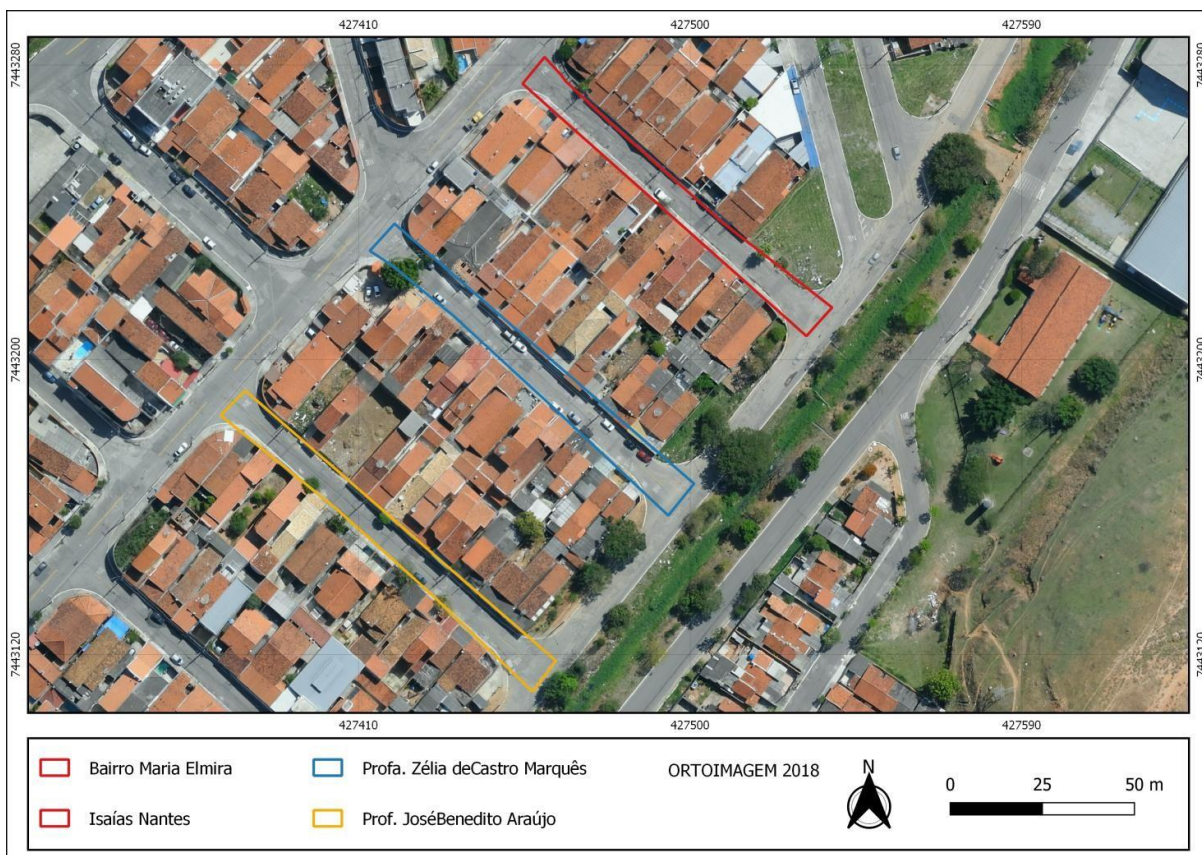 427410 427500 427590
7443280 7443280
7443200 7443200
7443120 7443120
427410 427500 427590
Bairro Maria Elmira Profa. Zélia deCastro Marquês ORTOIMAGEM 2018 N 0 25 50 m
Isaías Nantes Prof. JoséBenedito Araújo